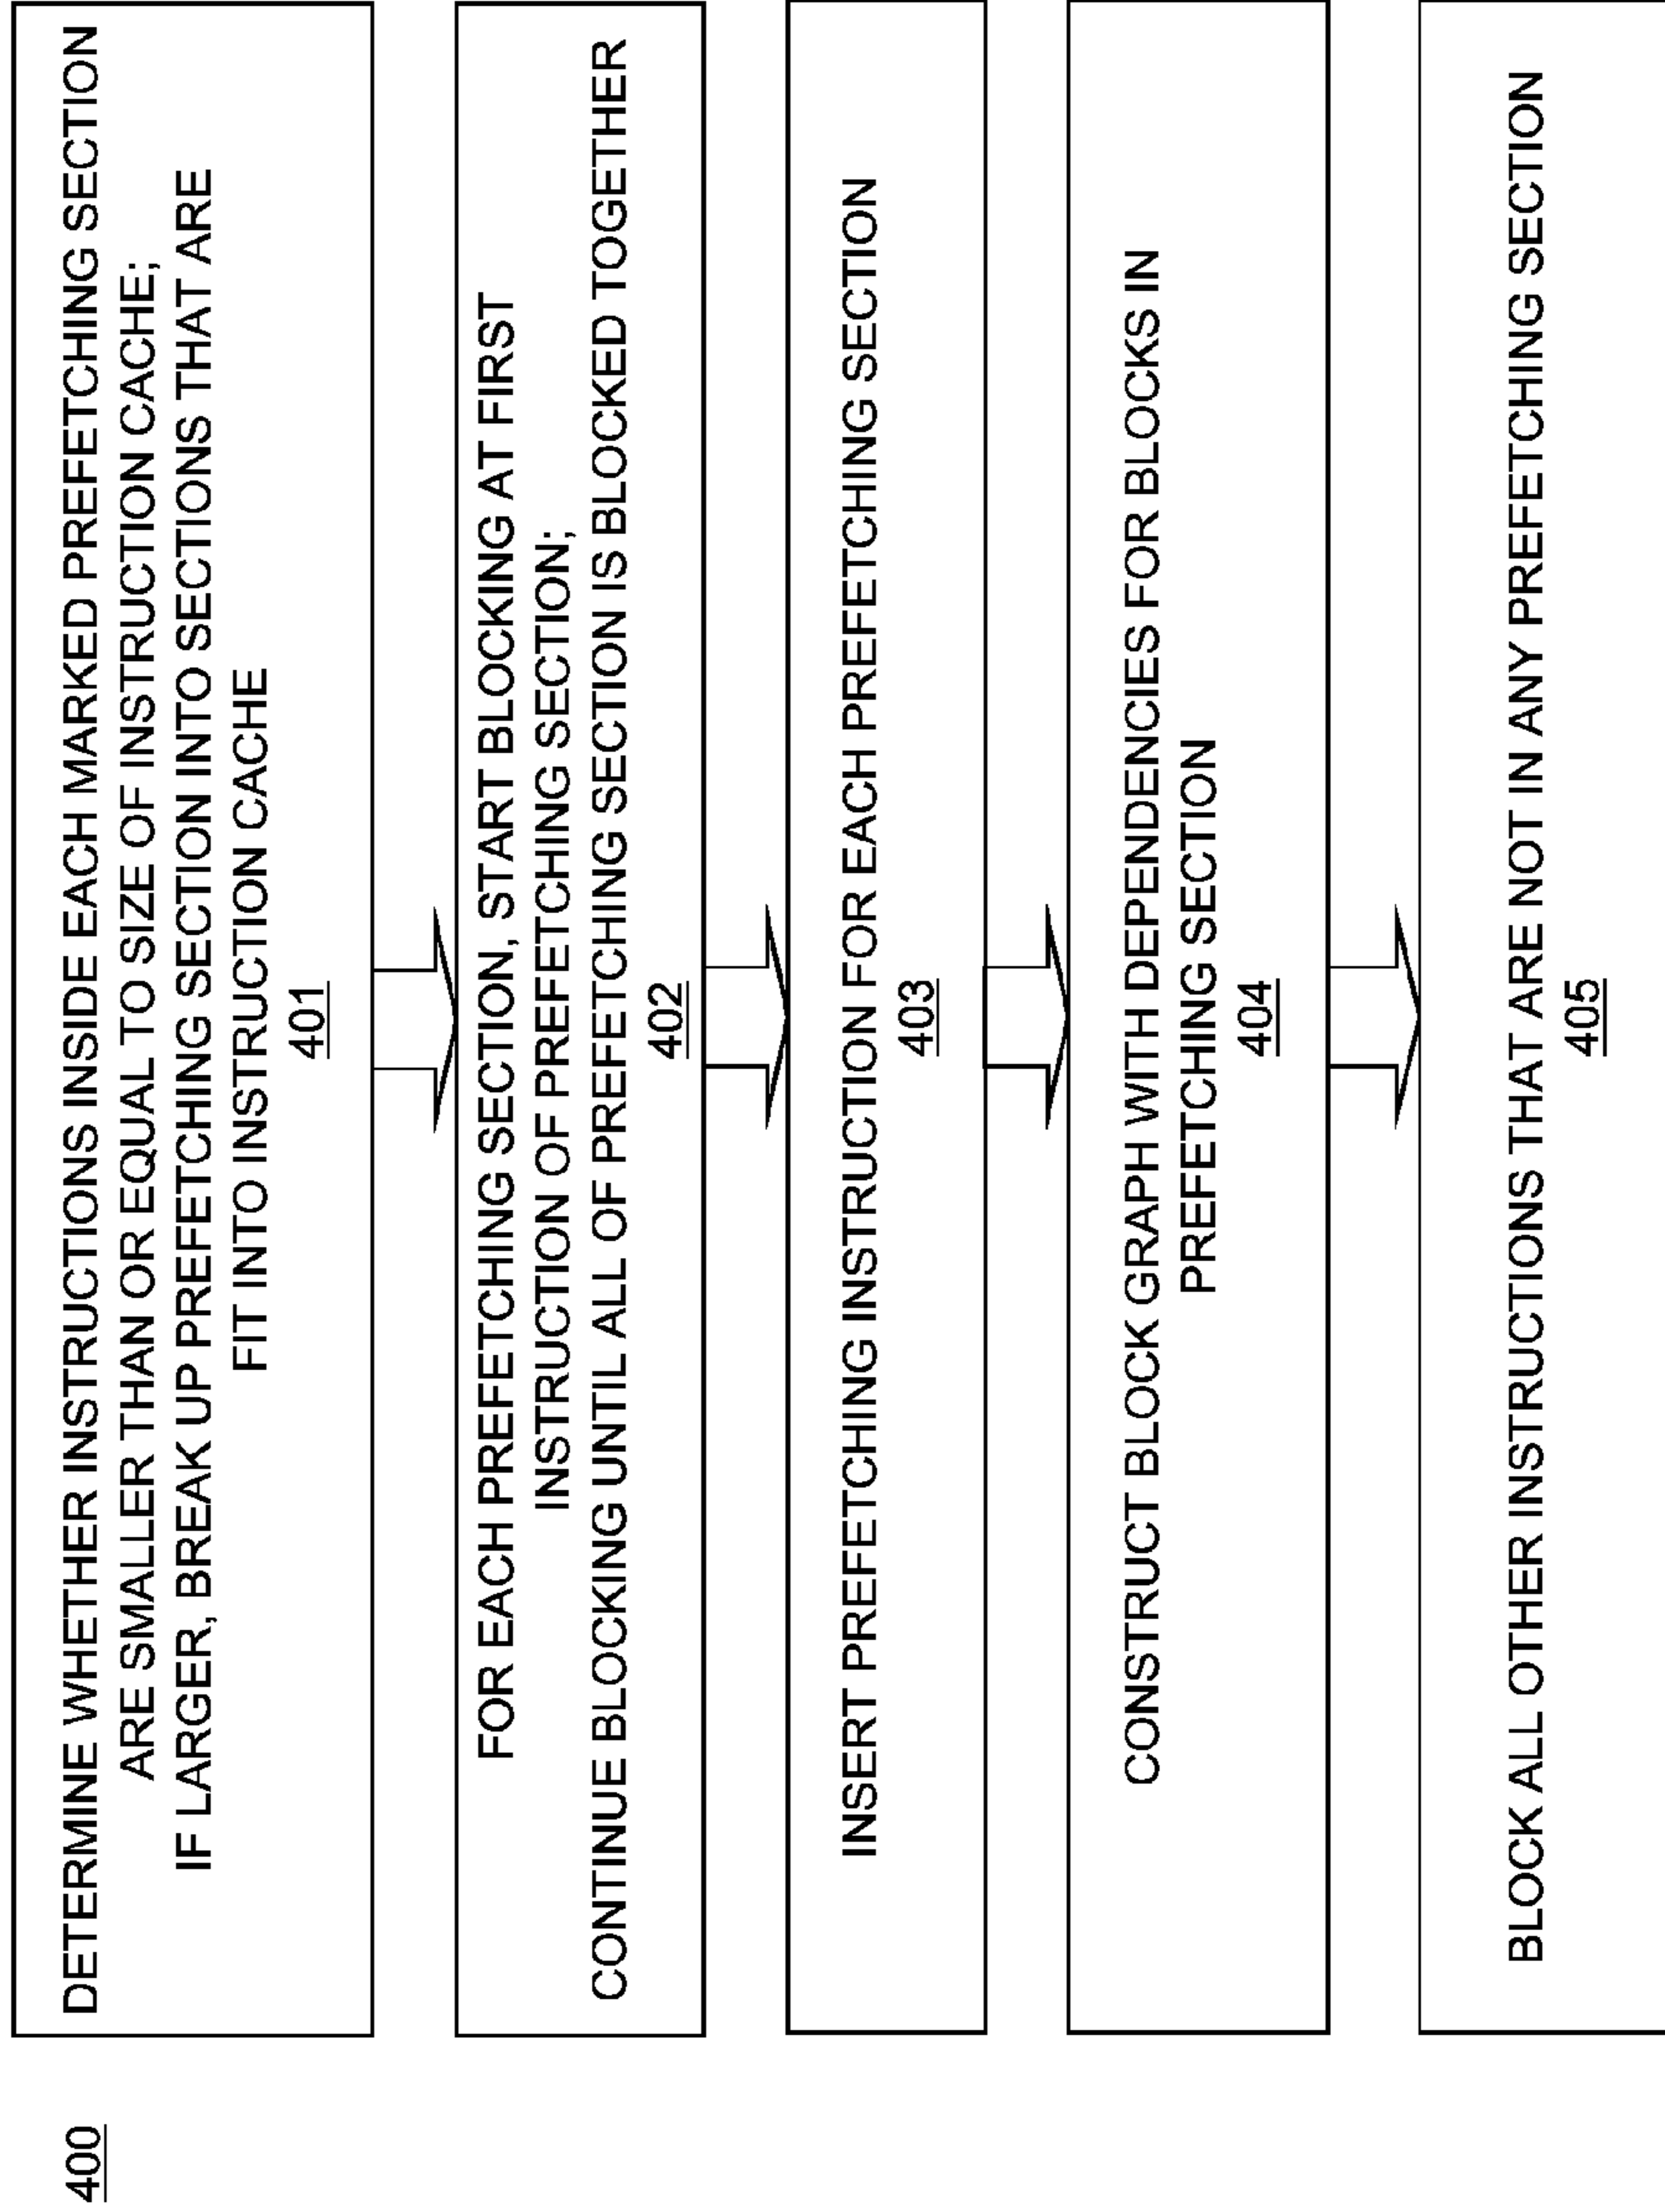 400
DETERMINE WHETHER INSTRUCTIONS INSIDE EACH MARKED PREFETCHING SECTION
ARE SMALLER THAN OR EQUAL TO SIZE OF INSTRUCTION CACHE;
IF LARGER, BREAK UP PREFETCHING SECTION INTO SECTIONS THAT ARE
FIT INTO INSTRUCTION CACHE
401
FOR EACH PREFETCHING SECTION, START BLOCKING AT FIRST
INSTRUCTION OF PREFETCHING SECTION;
CONTINUE BLOCKING UNTIL ALL OF PREFETCHING SECTION IS BLOCKED TOGETHER
402
INSERT PREFETCHING INSTRUCTION FOR EACH PREFETCHING SECTION
403
CONSTRUCT BLOCK GRAPH WITH DEPENDENCIES FOR BLOCKS IN
PREFETCHING SECTION
404
BLOCK ALL OTHER INSTRUCTIONS THAT ARE NOT IN ANY PREFETCHING SECTION
405